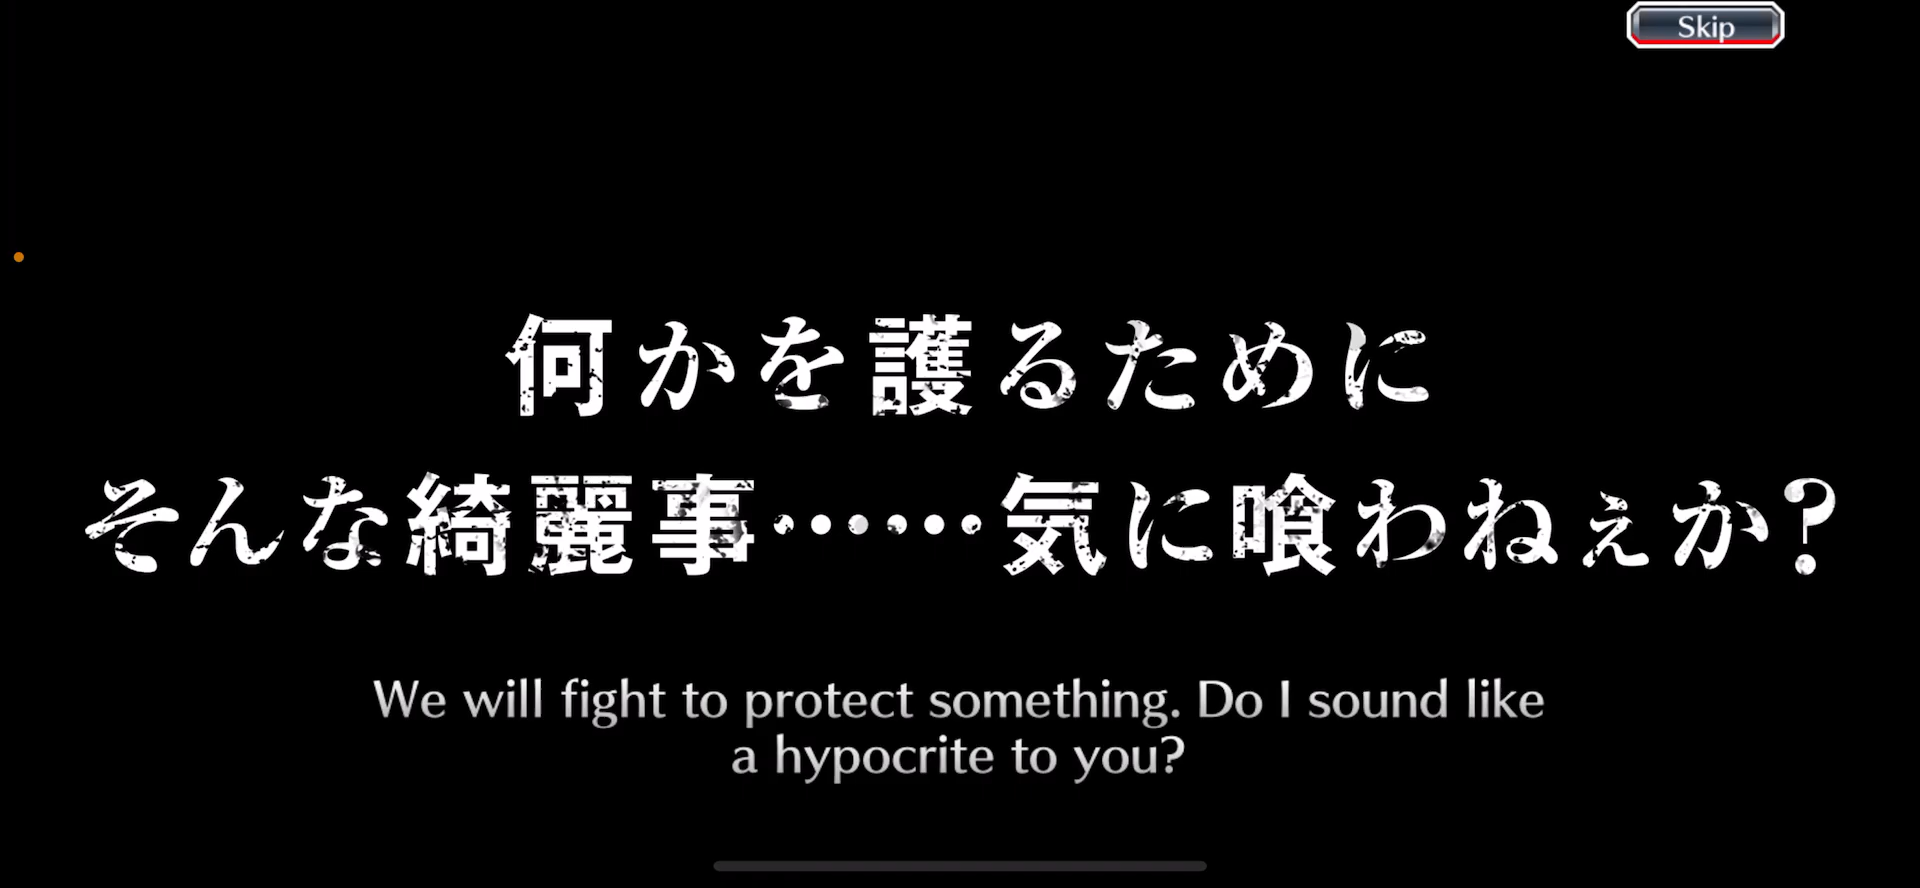 Skip
何かを護るために
そんな綺麗事……気に喰わねぇか?
We will fight to protect something. Do I sound like
a hypocrite to you?